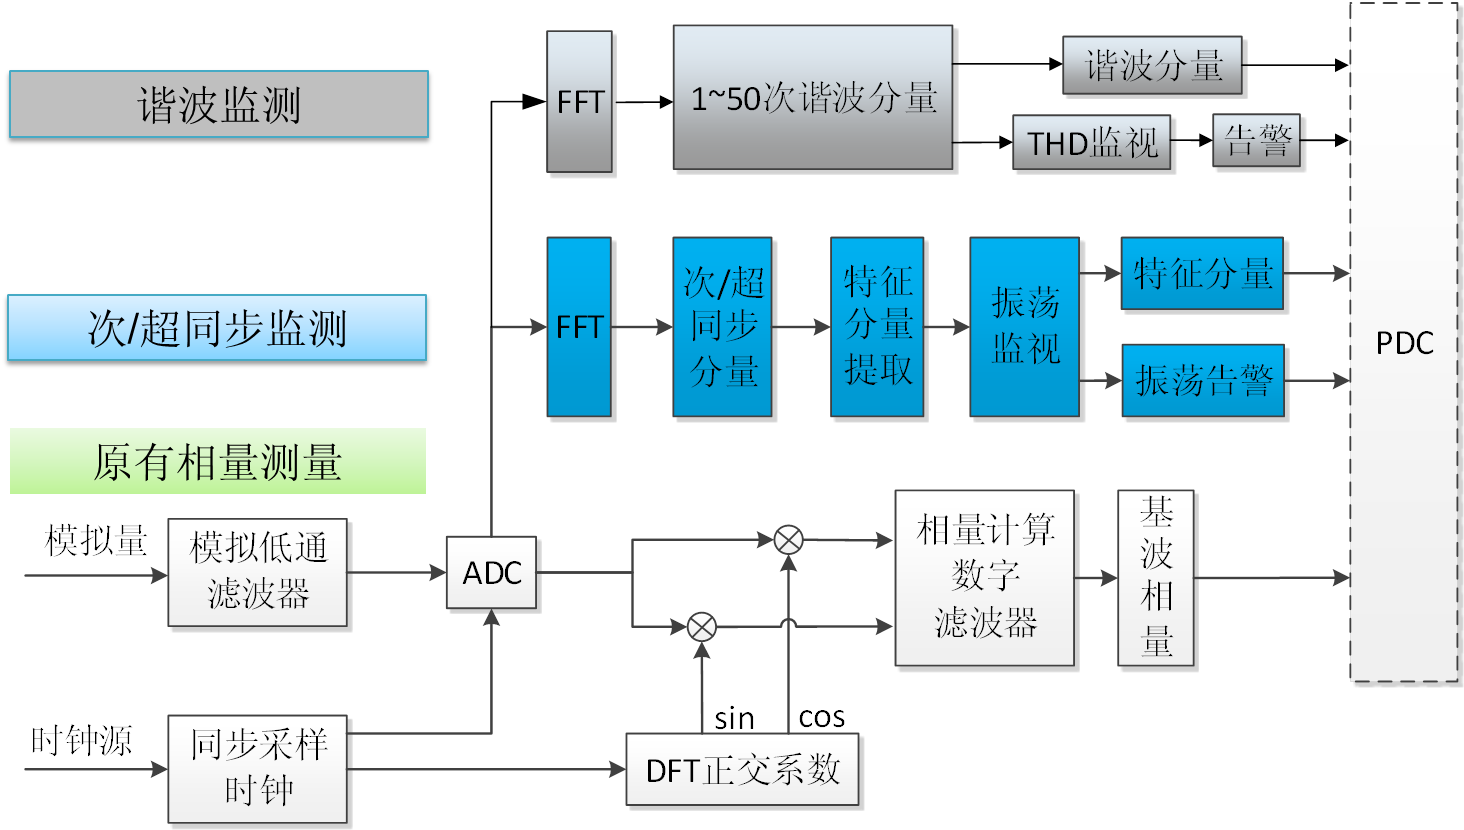 谐波监测
FFT
1~50次谐波分量
谐波分量
THD监视
告警
次/超同步监测
FFT
次/超
同步
分量
特征
分量
提取
振荡
监视
特征分量
振荡告警
PDC
原有相量测量
模拟量
模拟低通
滤波器
ADC
相量计算
数字
滤波器
基
波
相
量
时钟源
同步采样
时钟
sin
cos
DFT正交系数